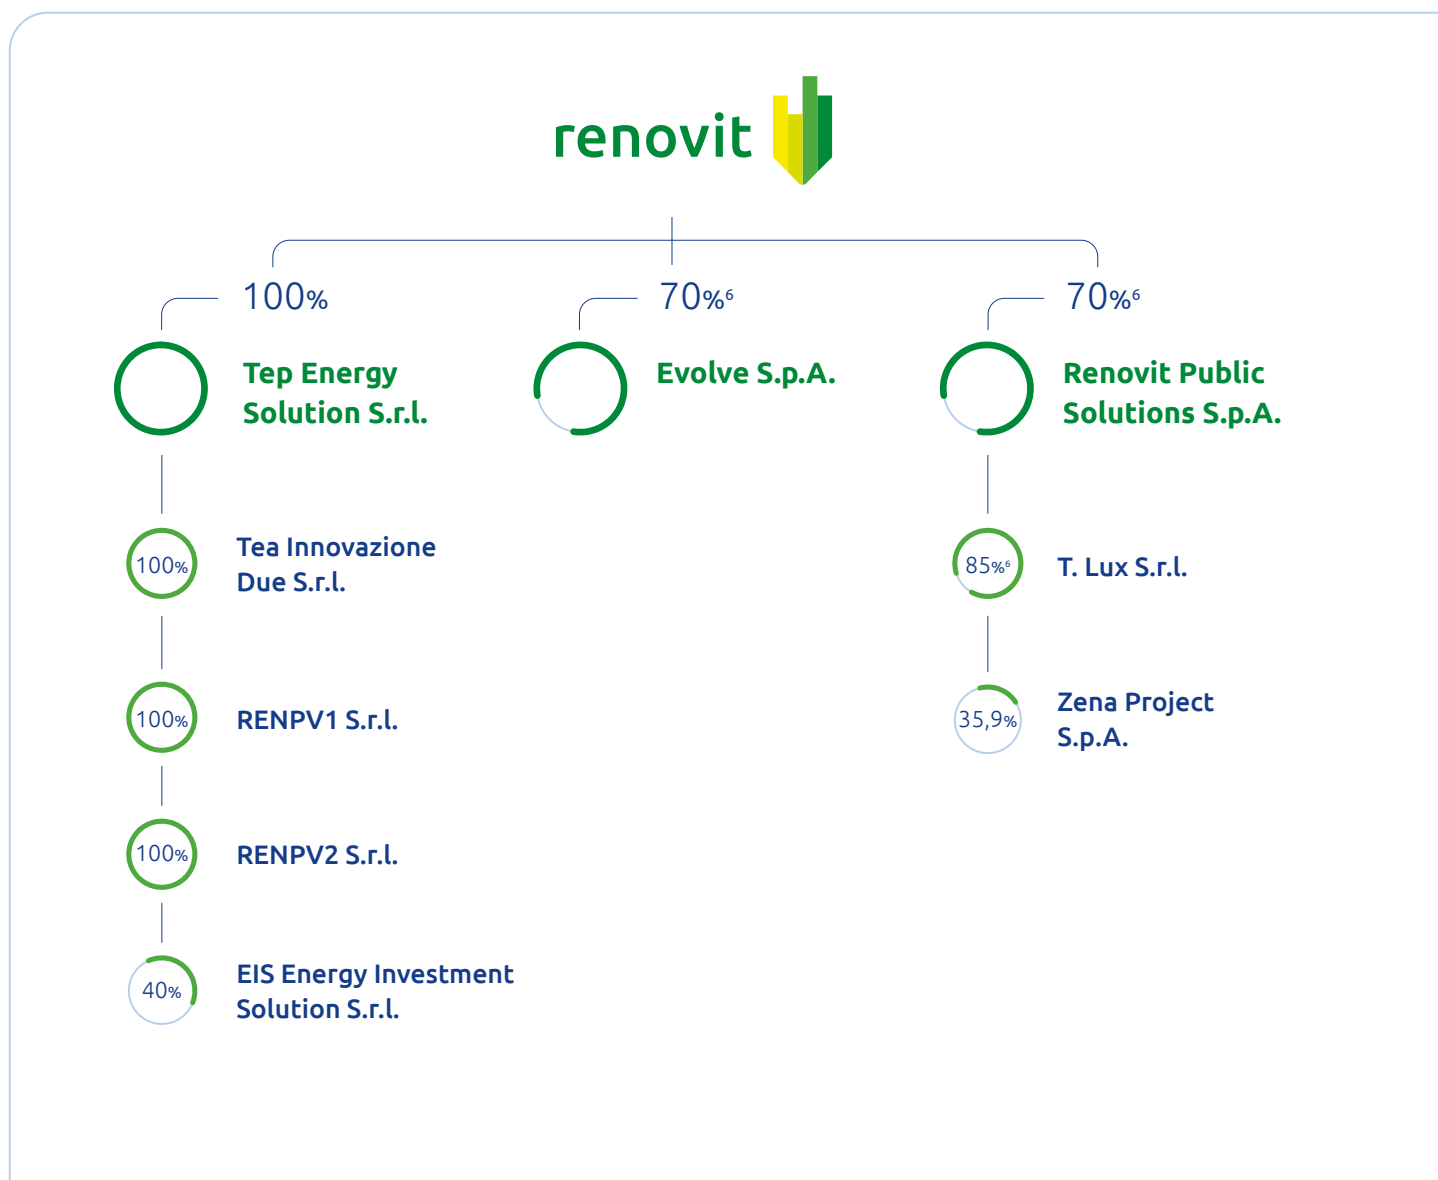 renovit
100%
Tep Energy
Solution S.r.l.
100%
Tea Innovazione
Due S.r.l.
100%
RENPV1 S.r.l.
100%
RENPV2 S.r.l.
40%
EIS Energy Investment
Solution S.r.l.
70%⁶
Evolve S.p.A.
70%⁶
Renovit Public
Solutions S.p.A.
85%⁶
T. Lux S.r.l.
35,9%
Zena Project
S.p.A.